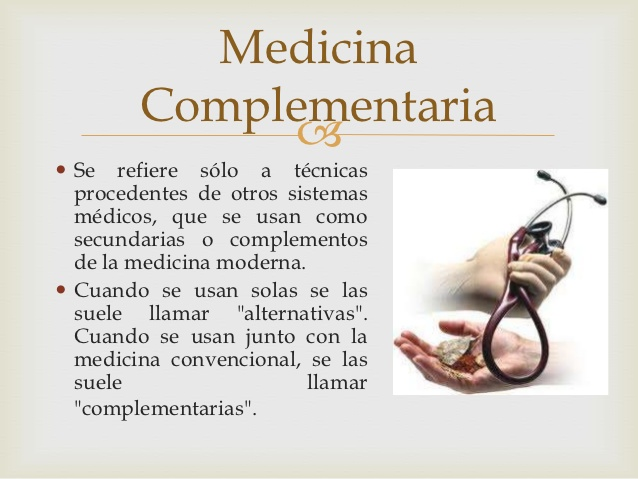 Medicina
Complementaria
• Se refiere sólo a técnicas
procedentes de otros sistemas
médicos, que se usan como
secundarias o complementos
de la medicina moderna.
• Cuando se usan solas se las
suele llamar "alternativas".
Cuando se usan junto con la
medicina convencional, se las
suele llamar
"complementarias".